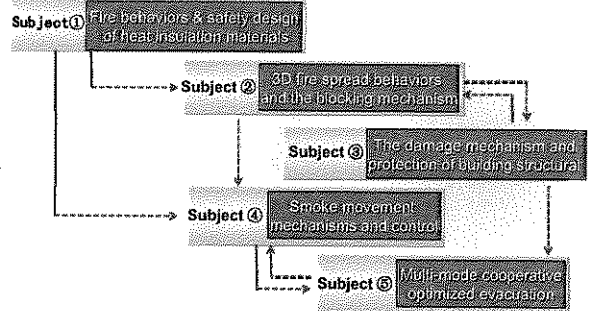 Subject① Fire behaviors & safety design
of heat insulation materials
Subject ② 3D fire spread behaviors
and the blocking mechanism
Subject ③ The damage mechanism and
protection of building structural
Subject ④ Smoke movement
mechanisms and control
Subject ⑤ Multi-mode cooperative
optimized evacuation